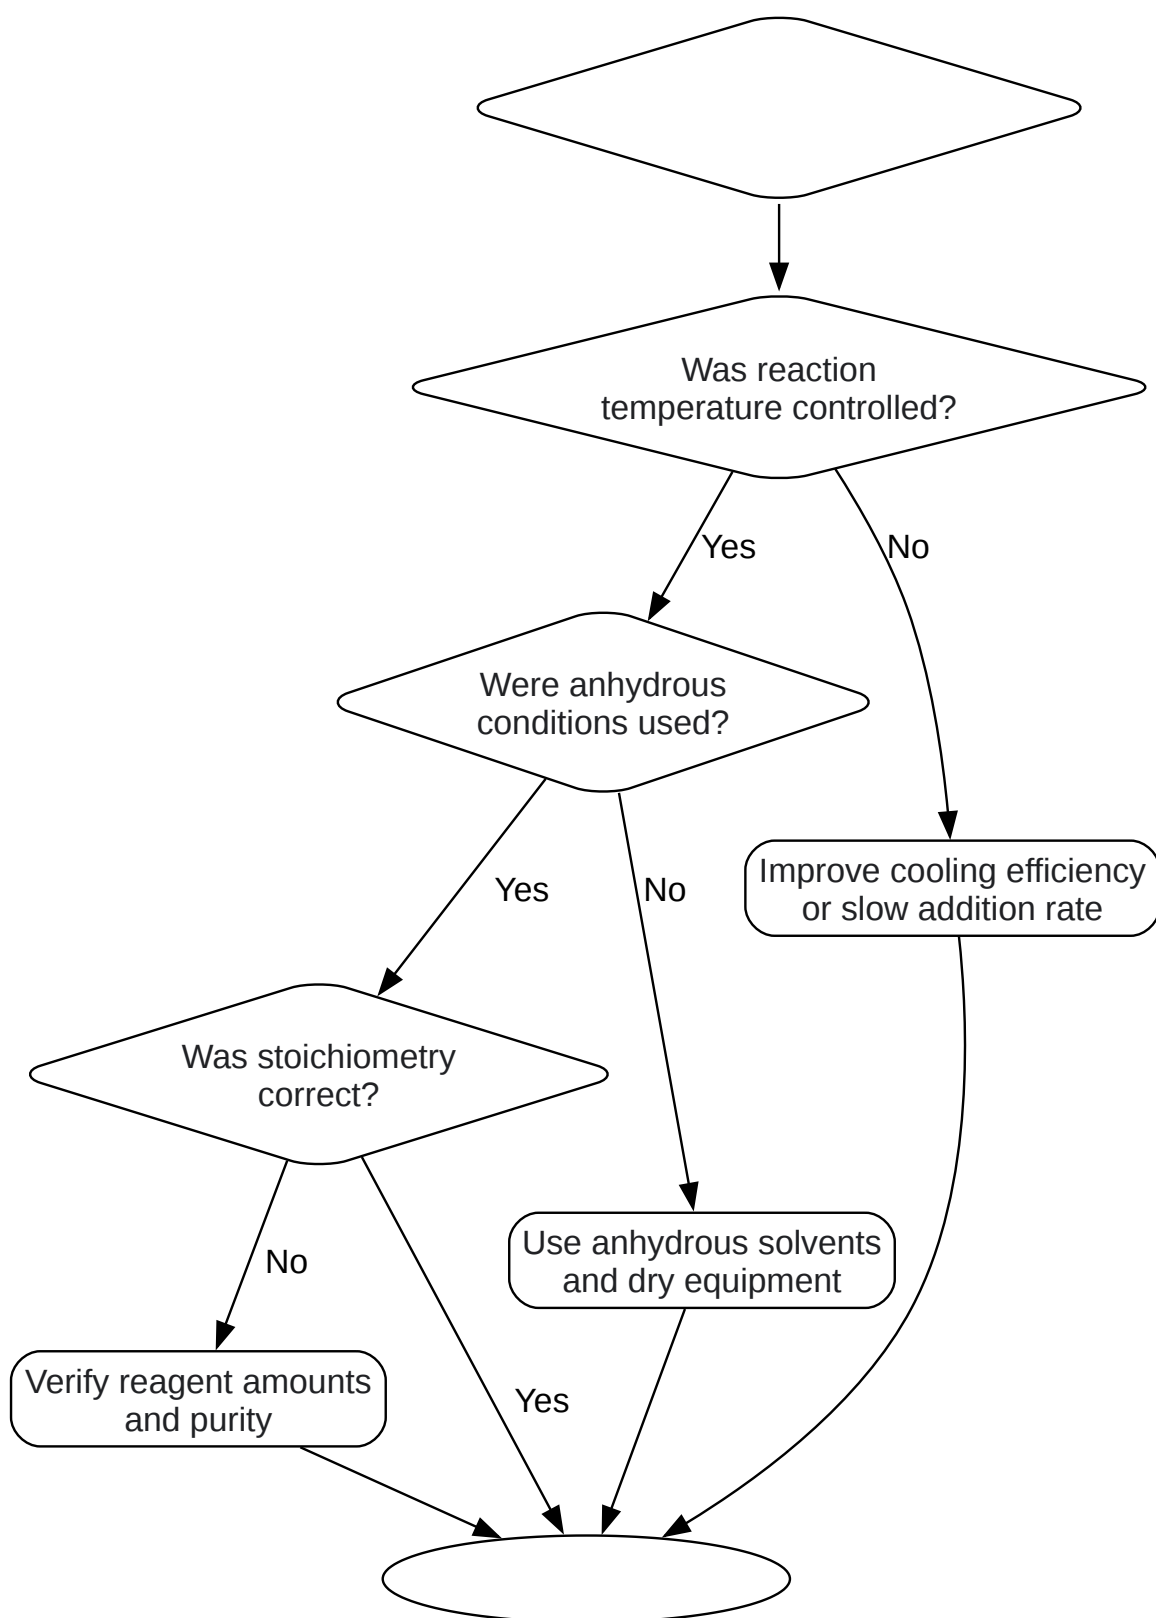 Was reaction
temperature controlled?
Yes
No
Were anhydrous
conditions used?
Improve cooling efficiency
or slow addition rate
Yes
No
Was stoichiometry
correct?
Use anhydrous solvents
and dry equipment
No
Verify reagent amounts
and purity
Yes